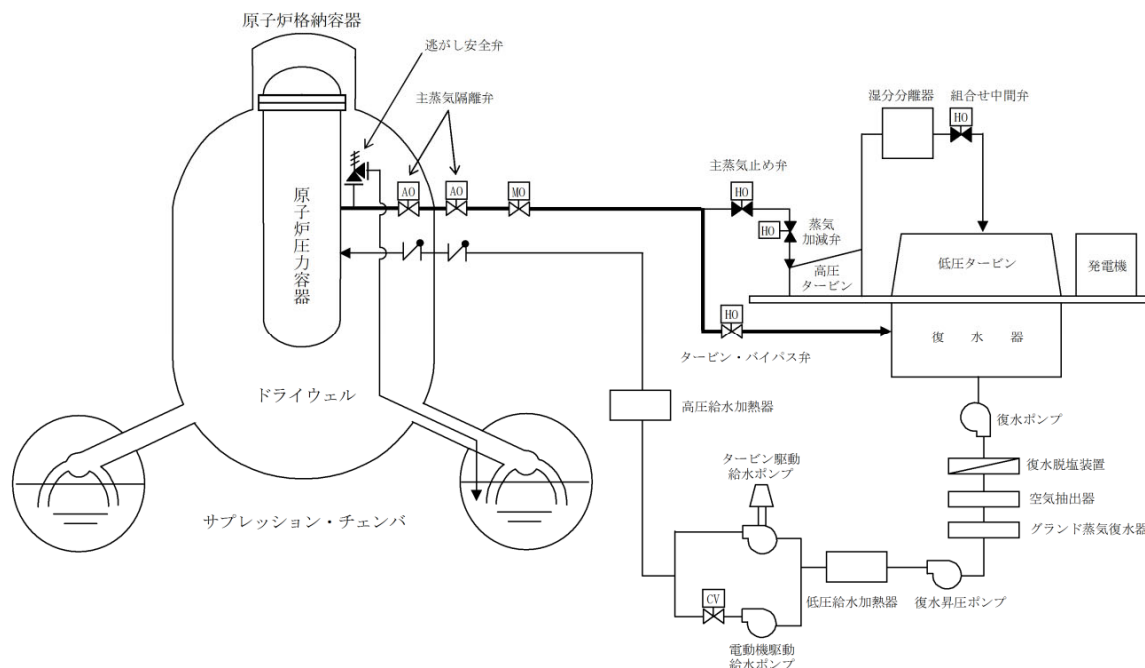 原子炉格納容器
逃がし安全弁
主蒸気隔離弁
湿分分離器
組合せ中間弁
HO
主蒸気止め弁
HO
AO
AO
MO
HO
蒸気
加減弁
高圧
タービン
低圧タービン
発電機
原子炉圧力容器
HO
復水器
タービン・バイパス弁
ドライウェル
高圧給水加熱器
復水ポンプ
タービン駆動
給水ポンプ
復水脱塩装置
空気抽出器
サプレッション・チェンバ
グランド蒸気復水器
CV
低圧給水加熱器
復水昇圧ポンプ
電動機駆動
給水ポンプ